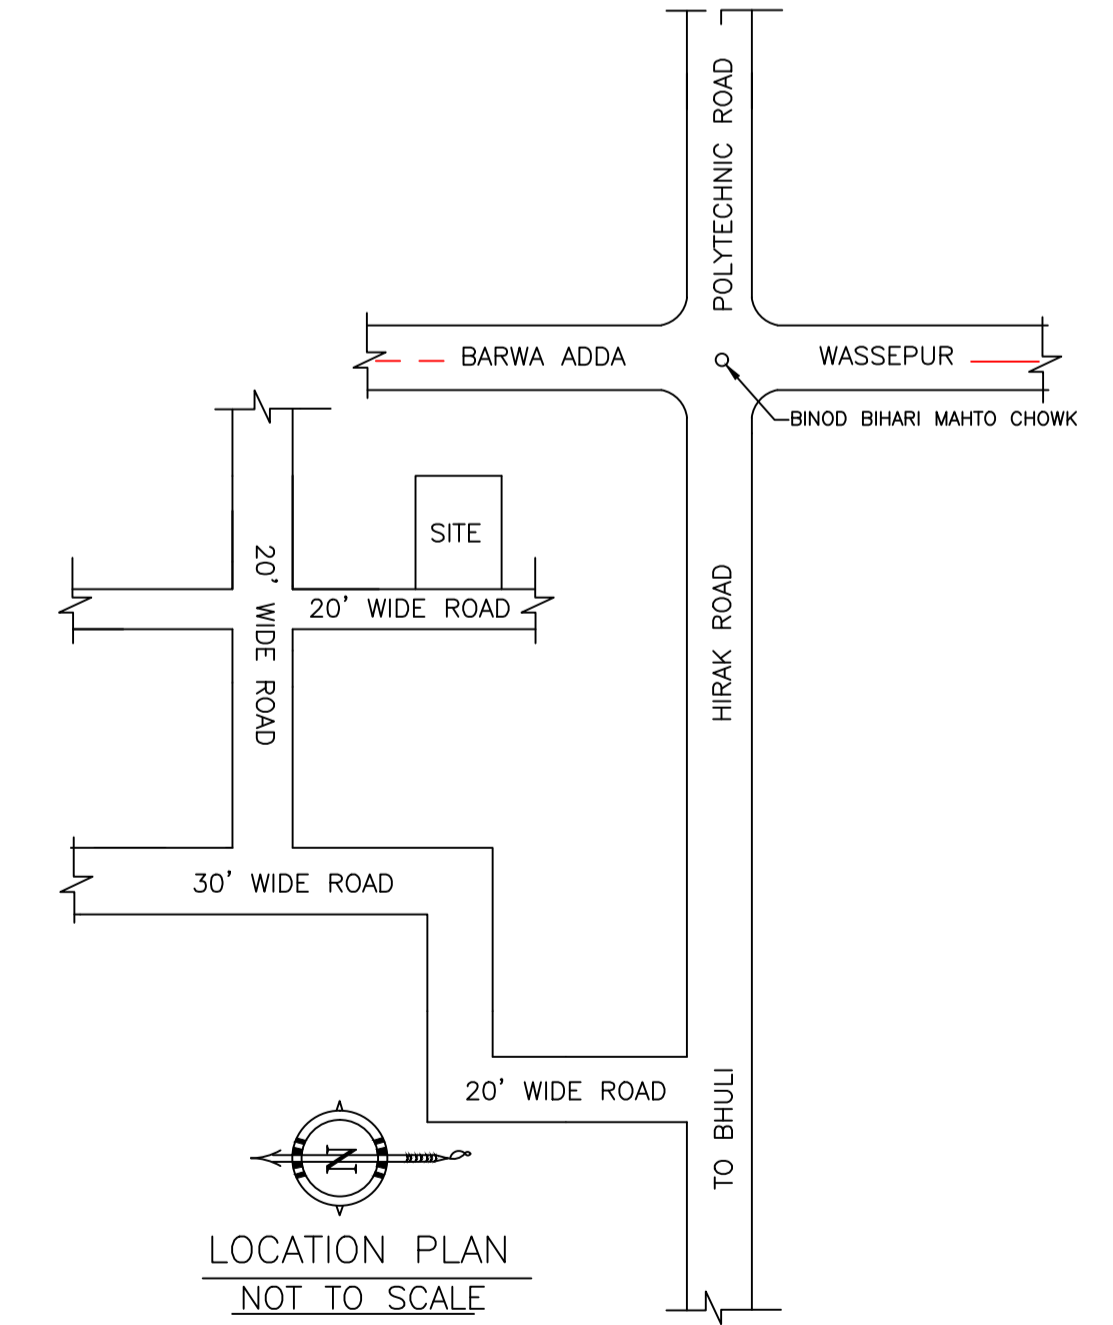 POLYTECHNIC ROAD
BARWA ADDA
WASSEPUR
BINOD BIHARI MAHTO CHOWK
SITE
20' WIDE ROAD
20' WIDE ROAD
HIRAK ROAD
30' WIDE ROAD
20' WIDE ROAD
TO BHULI
N
LOCATION PLAN
NOT TO SCALE